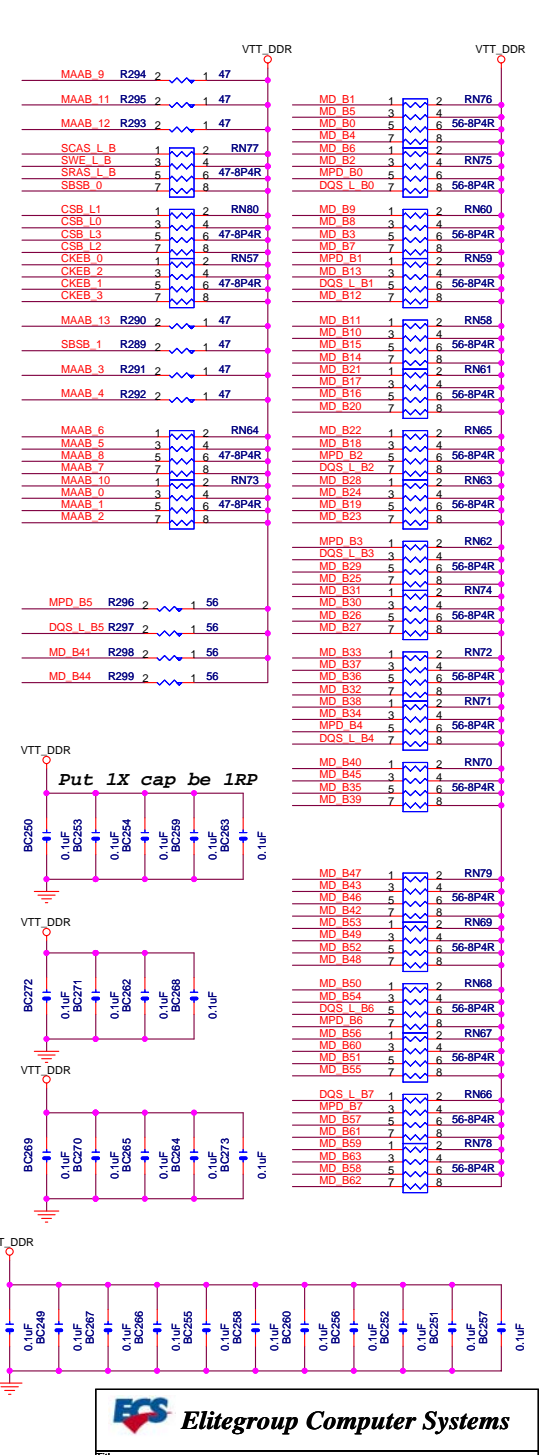 VTT_DDR
MAAB_9 R294 2 1 47
MAAB_11 R295 2 1 47
MAAB_12 R293 2 1 47
SCAS_L_B 1 2 RN77
SWE_L_B 3 4
SRAS_L_B 5 6 47-8P4R
SBSB_0 7 8
CSB_L1 1 2 RN80
CSB_L0 3 4
CSB_L3 5 6 47-8P4R
CSB_L2 7 8
CKEB_0 1 2 RN57
CKEB_2 3 4
CKEB_1 5 6 47-8P4R
CKEB_3 7 8
MAAB_13 R290 2 1 47
SBSB_1 R289 2 1 47
MAAB_3 R291 2 1 47
MAAB_4 R292 2 1 47
MAAB_6 1 2 RN64
MAAB_5 3 4
MAAB_8 5 6 47-8P4R
MAAB_7 7 8
MAAB_10 1 2 RN73
MAAB_0 3 4
MAAB_1 5 6 47-8P4R
MAAB_2 7 8
MPD_B5 R296 2 1 56
DQS_L_B5 R297 2 1 56
MD_B41 R298 2 1 56
MD_B44 R299 2 1 56
VTT_DDR
MD_B1 1 2 RN76
MD_B5 3 4
MD_B0 5 6 56-8P4R
MD_B4 7 8
MD_B6 1 2
MD_B2 3 4 RN75
MPD_B0 5 6
DQS_L_B0 7 8 56-8P4R
MD_B9 1 2 RN60
MD_B8 3 4
MD_B3 5 6 56-8P4R
MD_B7 7 8
MPD_B1 1 2 RN59
MD_B13 3 4
DQS_L_B1 5 6 56-8P4R
MD_B12 7 8
MD_B11 1 2 RN58
MD_B10 3 4
MD_B15 5 6 56-8P4R
MD_B14 7 8
MD_B21 1 2 RN61
MD_B17 3 4
MD_B16 5 6 56-8P4R
MD_B20 7 8
MD_B22 1 2 RN65
MD_B18 3 4
MPD_B2 5 6 56-8P4R
DQS_L_B2 7 8
MD_B28 1 2 RN63
MD_B24 3 4
MD_B19 5 6 56-8P4R
MD_B23 7 8
MPD_B3 1 2 RN62
DQS_L_B3 3 4
MD_B29 5 6 56-8P4R
MD_B25 7 8
MD_B31 1 2 RN74
MD_B30 3 4
MD_B26 5 6 56-8P4R
MD_B27 7 8
MD_B33 1 2 RN72
MD_B37 3 4
MD_B36 5 6 56-8P4R
MD_B32 7 8
MD_B38 1 2 RN71
MD_B34 3 4
MPD_B4 5 6 56-8P4R
DQS_L_B4 7 8
MD_B40 1 2 RN70
MD_B45 3 4
MD_B35 5 6 56-8P4R
MD_B39 7 8
MD_B47 1 2 RN79
MD_B43 3 4
MD_B46 5 6 56-8P4R
MD_B42 7 8
MD_B53 1 2 RN69
MD_B49 3 4
MD_B52 5 6 56-8P4R
MD_B48 7 8
MD_B50 1 2 RN68
MD_B54 3 4
DQS_L_B6 5 6 56-8P4R
MPD_B6 7 8
MD_B56 1 2 RN67
MD_B60 3 4
MD_B51 5 6 56-8P4R
MD_B55 7 8
DQS_L_B7 1 2 RN66
MPD_B7 3 4
MD_B57 5 6 56-8P4R
MD_B61 7 8
MD_B59 1 2 RN78
MD_B63 3 4
MD_B58 5 6 56-8P4R
MD_B62 7 8
VTT_DDR
Put 1X cap be 1RP
BC250 0.1uF BC253 0.1uF BC254 0.1uF BC259 0.1uF BC263 0.1uF
VTT_DDR
BC272 0.1uF BC271 0.1uF BC262 0.1uF BC268 0.1uF
VTT_DDR
BC269 0.1uF BC270 0.1uF BC265 0.1uF BC264 0.1uF BC273 0.1uF
T_DDR
0.1uF BC249 0.1uF BC267 0.1uF BC266 0.1uF BC255 0.1uF BC258 0.1uF BC260 0.1uF BC256 0.1uF BC252 0.1uF BC251 0.1uF BC257 0.1uF
ECS Elitegroup Computer Systems